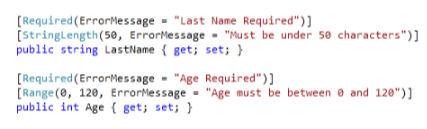 [Required(ErrorMessage = "Last Name Required")]
[StringLength(50, ErrorMessage = "Must be under 50 characters")]
public string LastName { get; set; }
[Required(ErrorMessage = "Age Required")]
[Range(0, 120, ErrorMessage = "Age must be between 0 and 120")]
public int Age { get; set; }